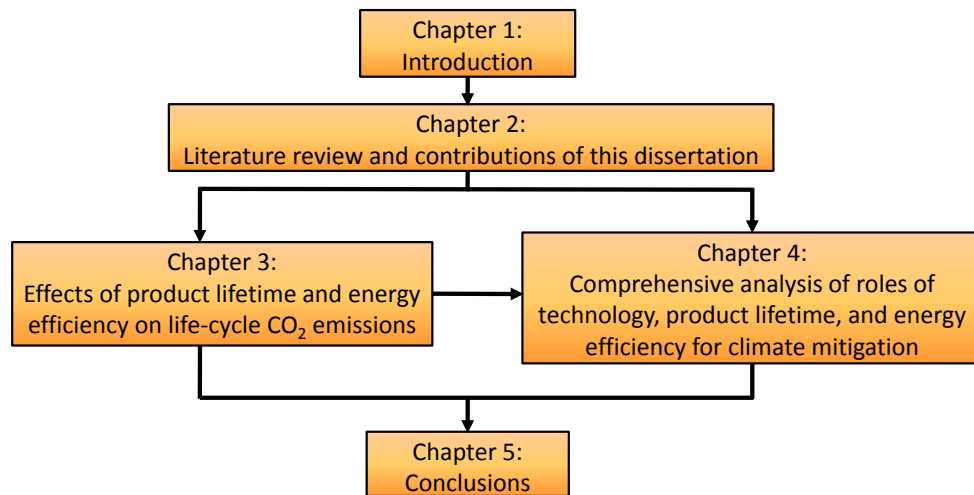 Chapter 1:
Introduction
Chapter 2:
Literature review and contributions of this dissertation
Chapter 3:
Effects of product lifetime and energy
efficiency on life-cycle CO₂ emissions
Chapter 4:
Comprehensive analysis of roles of
technology, product lifetime, and energy
efficiency for climate mitigation
Chapter 5:
Conclusions